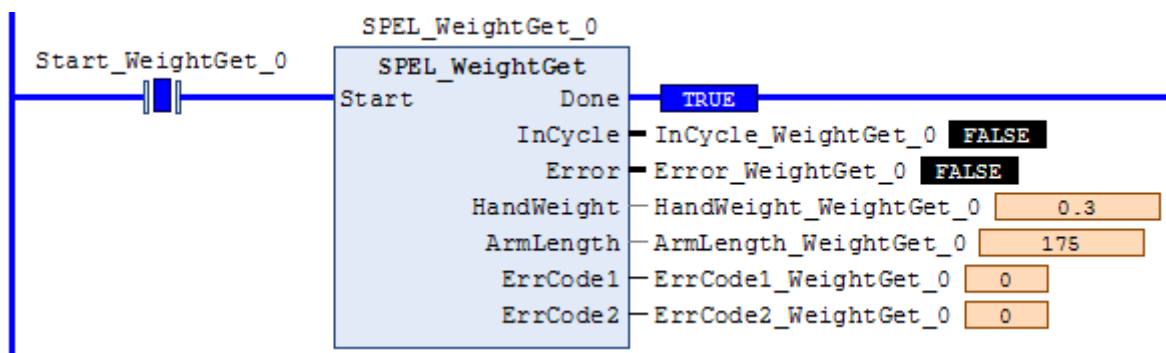 SPEL_WeightGet_0
Start_WeightGet_0
SPEL_WeightGet
Start Done TRUE
InCycle InCycle_WeightGet_0 FALSE
Error Error_WeightGet_0 FALSE
HandWeight HandWeight_WeightGet_0 0.3
ArmLength ArmLength_WeightGet_0 175
ErrCode1 ErrCode1_WeightGet_0 0
ErrCode2 ErrCode2_WeightGet_0 0